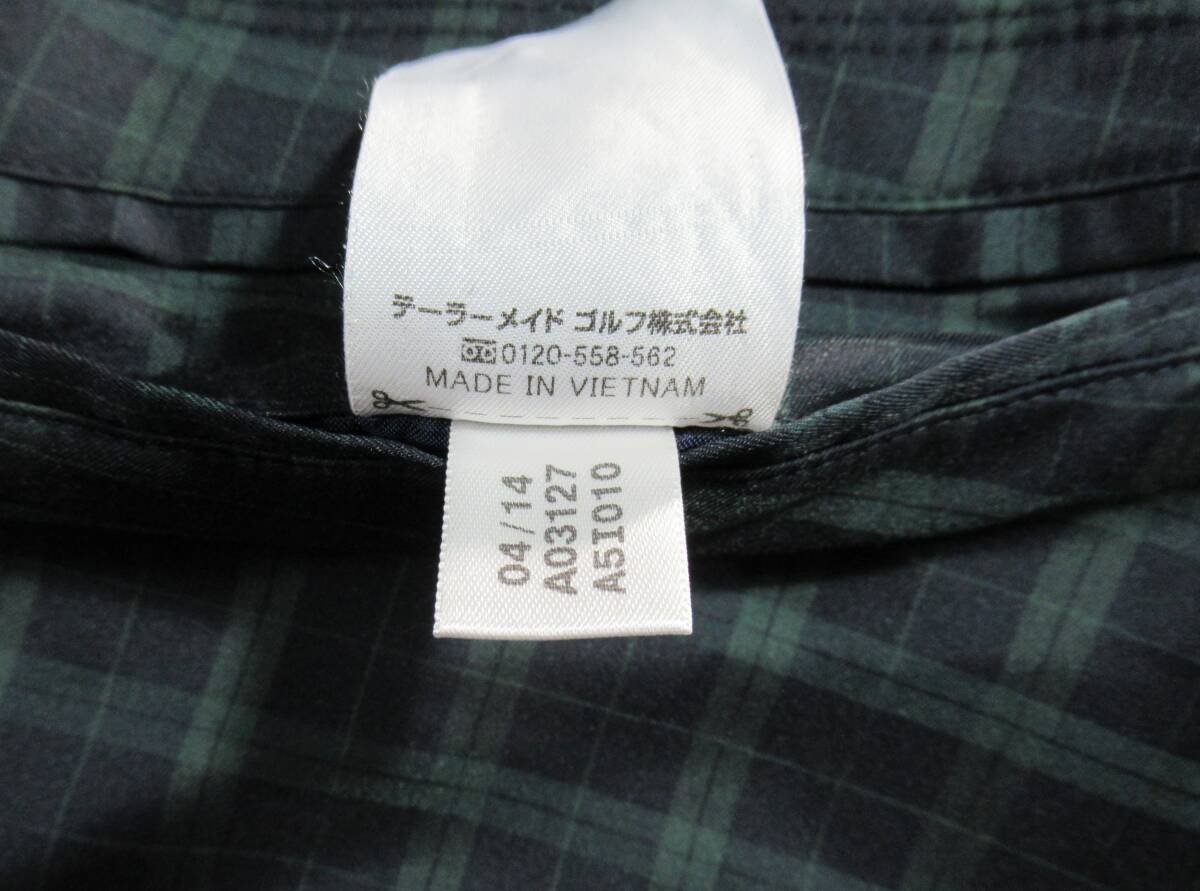 テーラーメイド ゴルフ株式会社
0120-558-562
MADE IN VIETNAM
04/14
A03127
A5I010